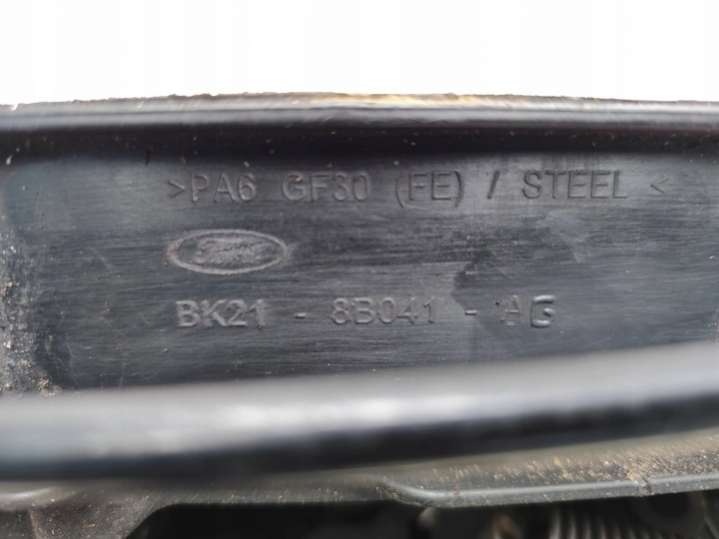 >PA6 GF30 (FE) / STEEL<
Ford
BK21 - 8B041 - AG